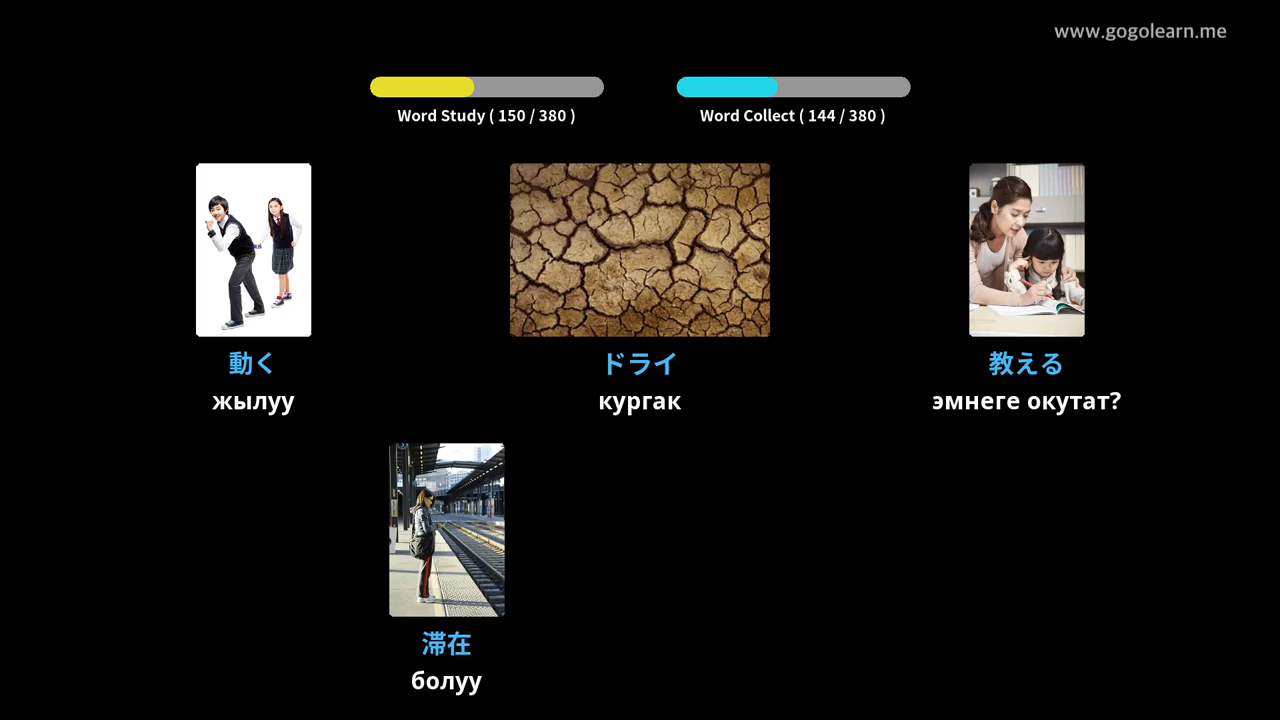 www.gogolearn.me
Word Study ( 150 / 380 )
Word Collect ( 144 / 380 )
動く
ドライ
教える
жылуу
кургак
эмнеге окутат?
滞在
болуу